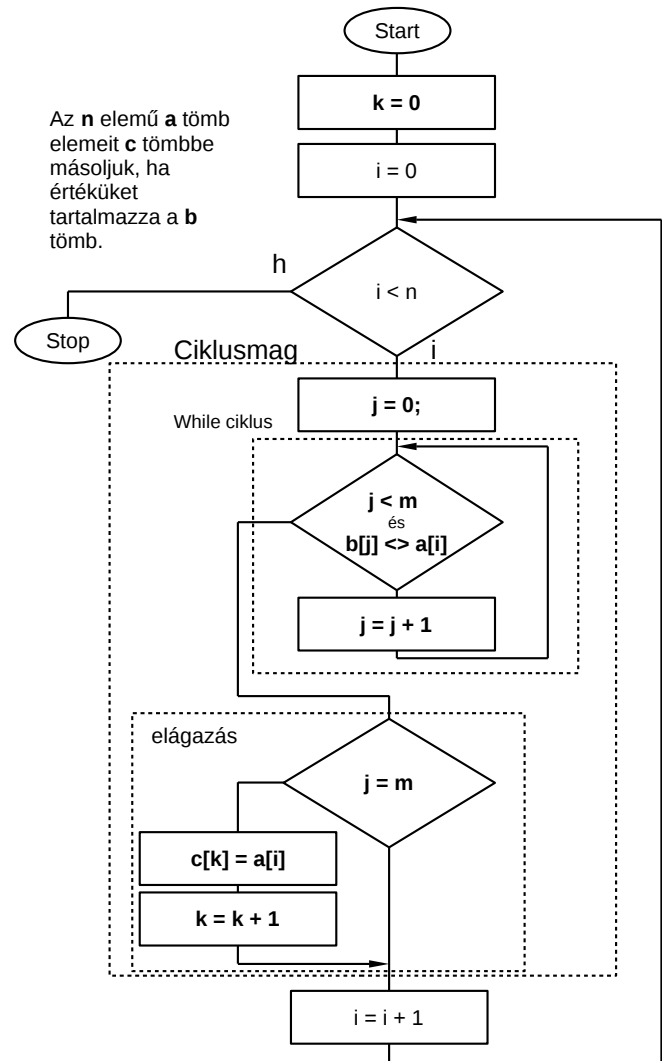 Start
k = 0
Az n elemű a tömb
elemeit c tömbbe
másoljuk, ha
értéküket
tartalmazza a b
tömb.
i = 0
h
i < n
Stop
Ciklusmag
i
j = 0;
While ciklus
j < m
és
b[j] <> a[i]
j = j + 1
elágazás
j = m
c[k] = a[i]
k = k + 1
i = i + 1